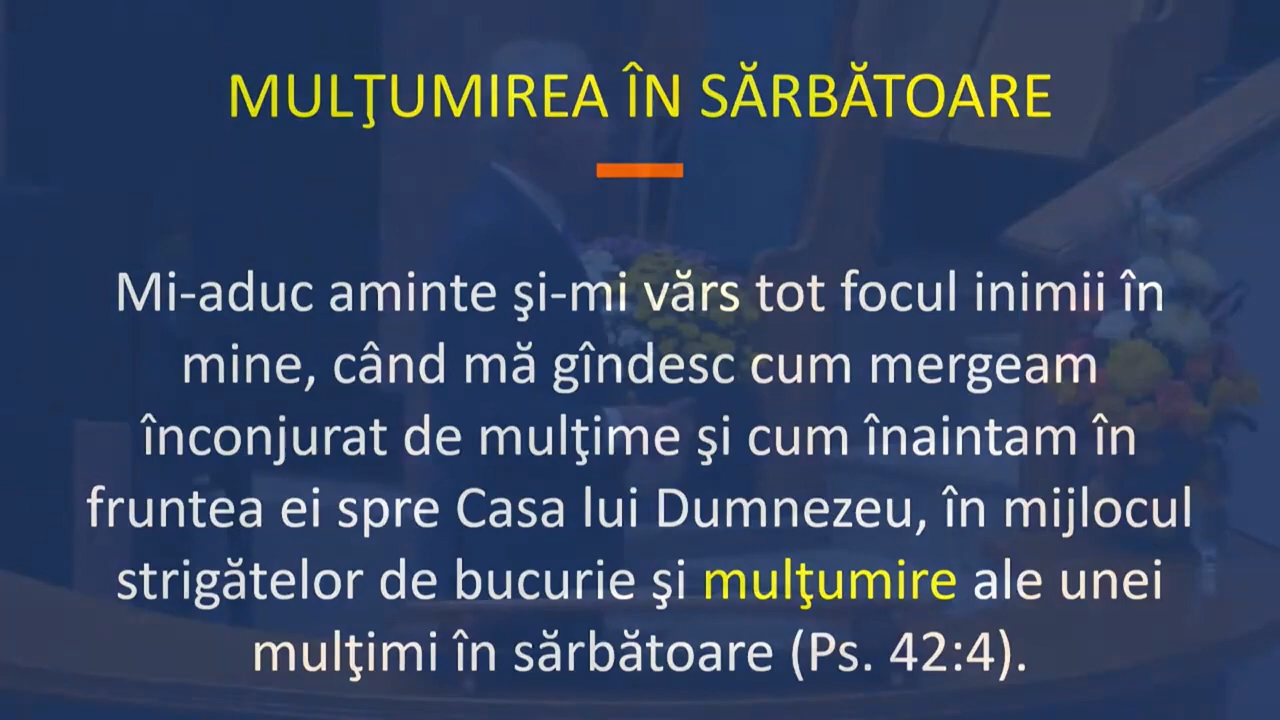 MULŢUMIREA ÎN SĂRBĂTOARE
Mi-aduc aminte şi-mi vărs tot focul inimii în
mine, când mă gîndesc cum mergeam
înconjurat de mulţime şi cum înaintam în
fruntea ei spre Casa lui Dumnezeu, în mijlocul
strigătelor de bucurie şi mulţumire ale unei
mulţimi în sărbătoare (Ps. 42:4).